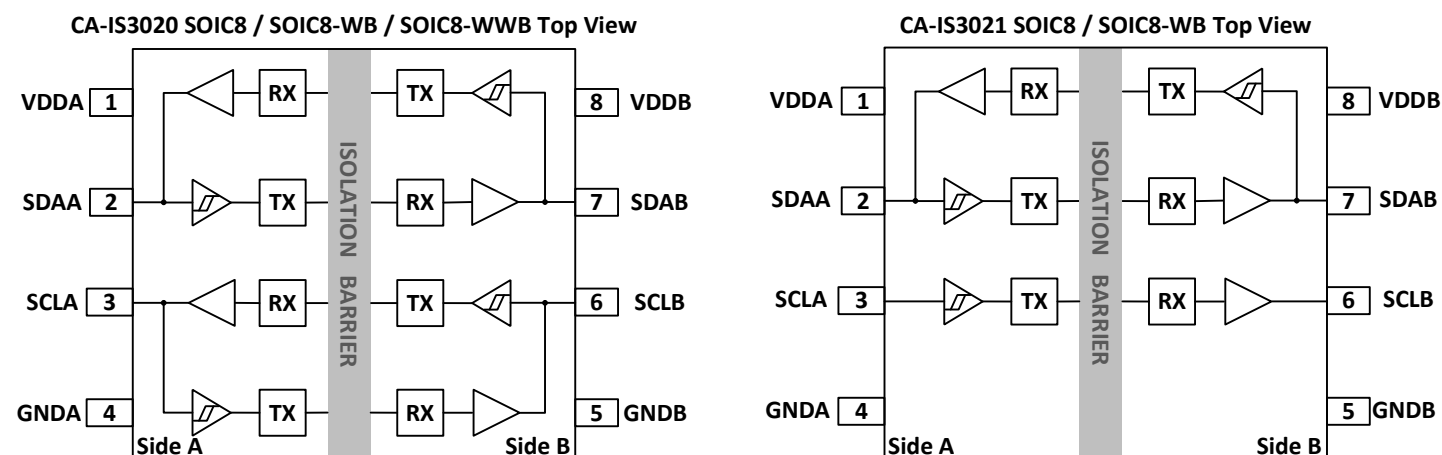 CA-IS3020 SOIC8 / SOIC8-WB / SOIC8-WWB Top View
VDDA 1
RX
TX
8 VDDB
SDAA 2
TX
RX
7 SDAB
SCLA 3
RX
TX
6 SCLB
GNDA 4
TX
RX
5 GNDB
ISOLATION BARRIER
Side A
Side B
CA-IS3021 SOIC8 / SOIC8-WB Top View
VDDA 1
RX
TX
8 VDDB
SDAA 2
TX
RX
7 SDAB
SCLA 3
TX
RX
6 SCLB
GNDA 4
5 GNDB
ISOLATION BARRIER
Side A
Side B